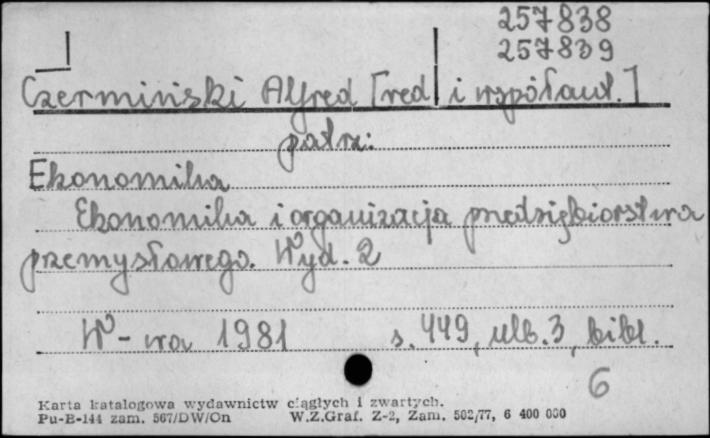 257838
257839
Czermiński Alfred [red i współaut.]
patrz:
Ekonomika
Ekonomika i organizacja przedsiębiorstwa
przemysłowego. Wyd. 2
W-wa 1981 s. 449, ulb. 3, bibl.
6
Karta katalogowa wydawnictw ciągłych i zwartych.
Pu-B-144 zam. 567/DW/On W.Z.Graf. Z-2, Zam. 502/77, 6 400 000